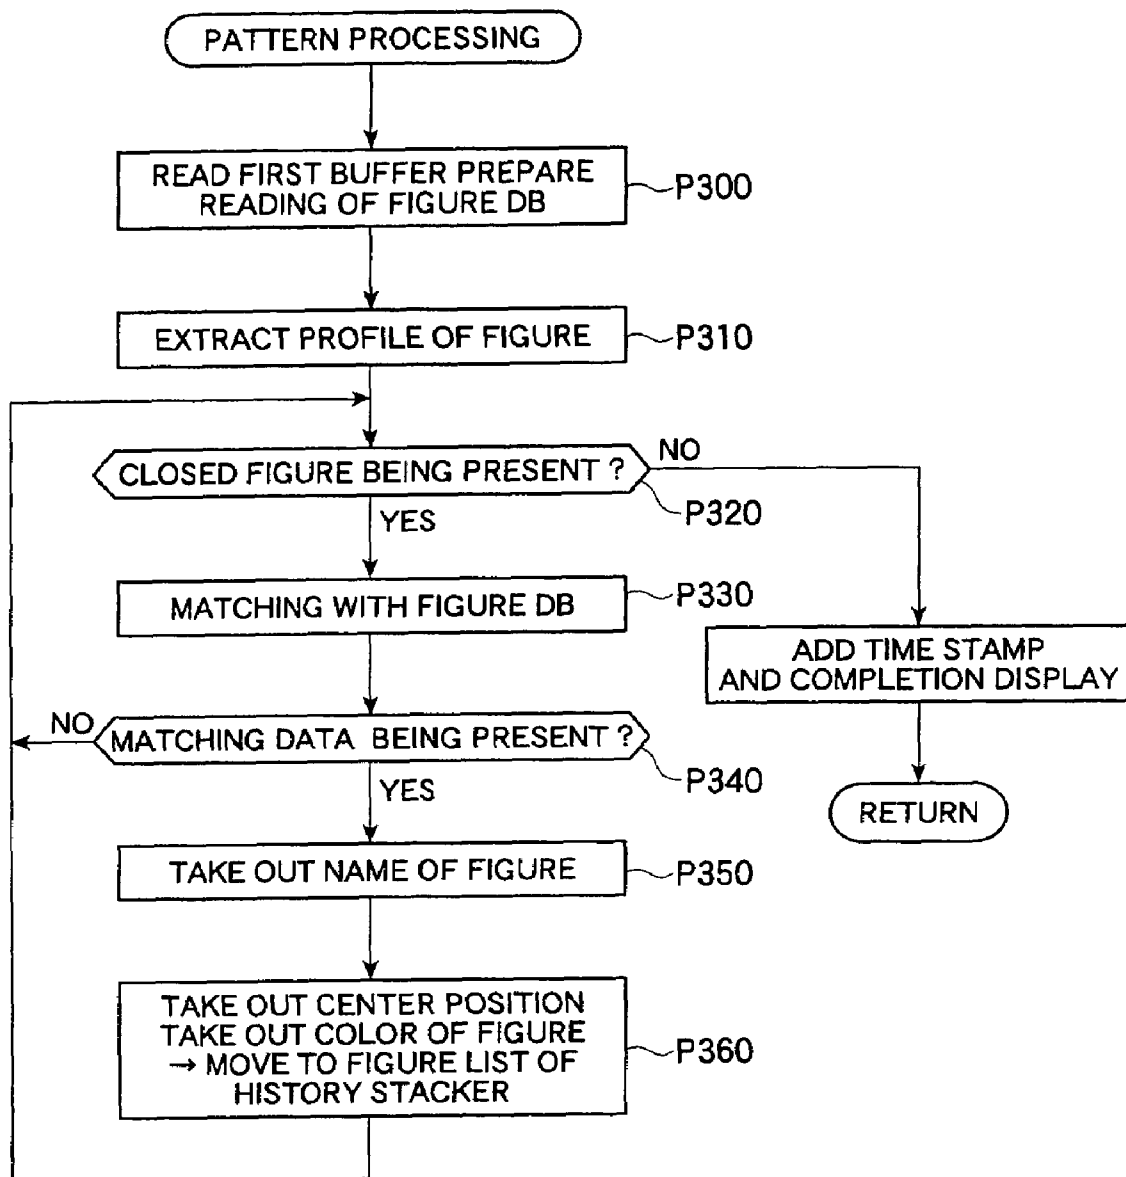 PATTERN PROCESSING
READ FIRST BUFFER PREPARE
READING OF FIGURE DB
P300
EXTRACT PROFILE OF FIGURE
P310
CLOSED FIGURE BEING PRESENT ?
NO
P320
YES
MATCHING WITH FIGURE DB
P330
ADD TIME STAMP
AND COMPLETION DISPLAY
NO
MATCHING DATA BEING PRESENT ?
P340
YES
RETURN
TAKE OUT NAME OF FIGURE
P350
TAKE OUT CENTER POSITION
TAKE OUT COLOR OF FIGURE
→ MOVE TO FIGURE LIST OF
HISTORY STACKER
P360